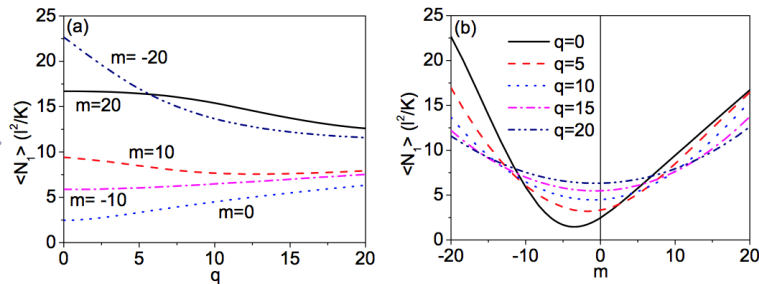 (a)
25
20
15
10
5
0
<N₁> (l²/K)
m= -20
m=20
m=10
m= -10
m=0
0 5 10 15 20
q
(b)
25
20
15
10
5
0
<N₁> (l²/K)
q=0
q=5
q=10
q=15
q=20
-20 -10 0 10 20
m